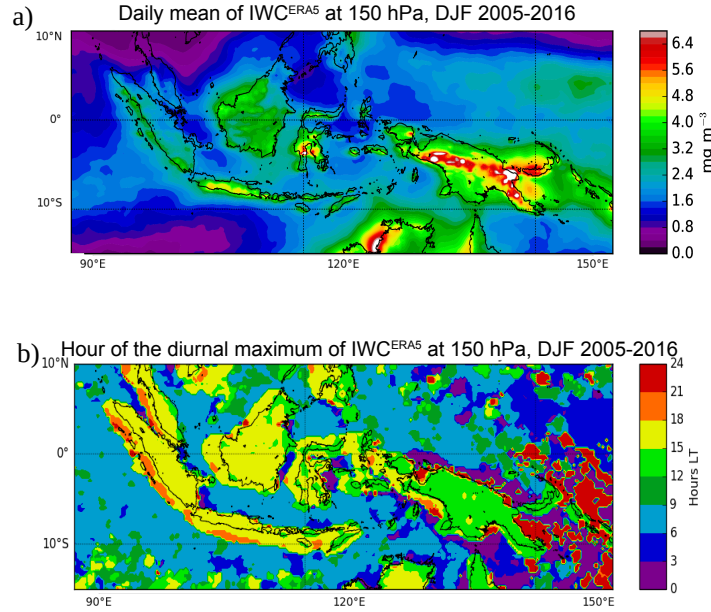 a)
Daily mean of IWC^ERA5 at 150 hPa, DJF 2005-2016
10°N
0°
10°S
90°E
120°E
150°E
6.4
5.6
4.8
4.0
3.2
2.4
1.6
0.8
0.0
mg m⁻³
b)
Hour of the diurnal maximum of IWC^ERA5 at 150 hPa, DJF 2005-2016
10°N
0°
10°S
90°E
120°E
150°E
24
21
18
15
12
9
6
3
0
Hours LT